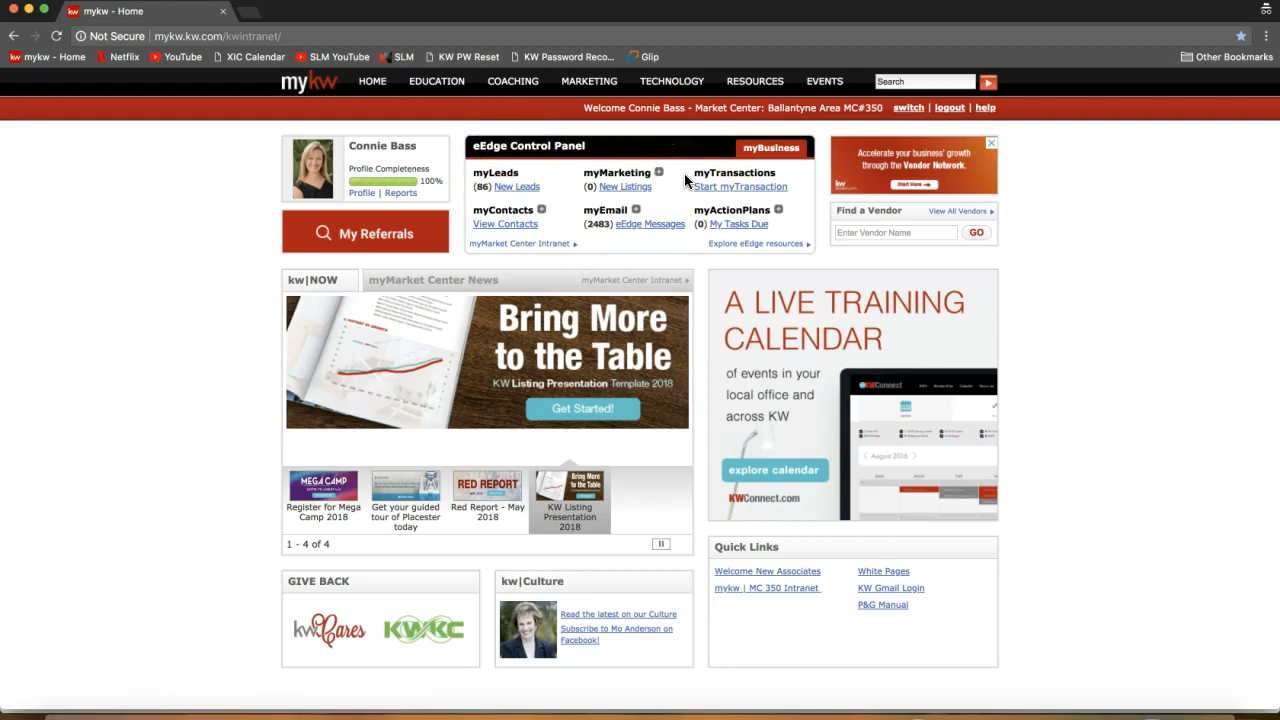 mykw - Home
Not Secure | mykw.kw.com/kwintranet/
mykw - Home Netflix YouTube XIC Calendar SLM YouTube SLM KW PW Reset KW Password Reco... Glip Other Bookmarks
mykw HOME EDUCATION COACHING MARKETING TECHNOLOGY RESOURCES EVENTS Search
Welcome Connie Bass - Market Center: Ballantyne Area MC#350 switch | logout | help
Connie Bass
Profile Completeness
100%
Profile | Reports
My Referrals
eEdge Control Panel myBusiness
myLeads
(86) New Leads
myMarketing
(0) New Listings
myTransactions
Start myTransaction
myContacts
View Contacts
myEmail
(2483) eEdge Messages
myActionPlans
(0) My Tasks Due
myMarket Center Intranet
Explore eEdge resources
Accelerate your business' growth
through the Vendor Network.
kw
Start Here
Find a Vendor View All Vendors
Enter Vendor Name GO
kw|NOW myMarket Center News myMarket Center Intranet
Bring More
to the Table
KW Listing Presentation Template 2018
Get Started!
MEGA CAMP
Register for Mega
Camp 2018
Get your guided
tour of Placester
today
RED REPORT
Red Report - May
2018
Bring More
to the Table
KW Listing
Presentation
2018
1 - 4 of 4
A LIVE TRAINING
CALENDAR
of events in your
local office and
across KW
explore calendar
KWConnect.com
KWConnect
August 2016
GIVE BACK
kw Cares
KWKC
kw|Culture
Read the latest on our Culture
Subscribe to Mo Anderson on
Facebook!
Quick Links
Welcome New Associates
mykw | MC 350 Intranet
White Pages
KW Gmail Login
P&G Manual